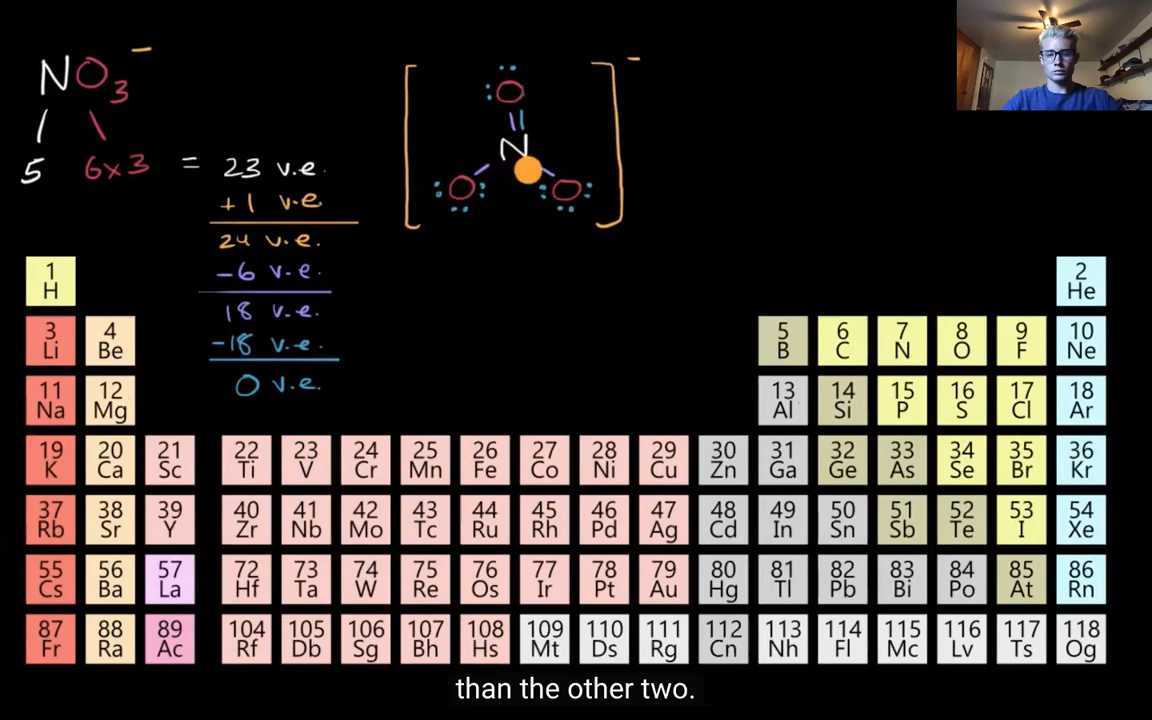 NO3-
5 6x3 = 23 v.e.
+1 v.e.
24 v.e.
-6 v.e.
18 v.e.
-18 v.e.
0 v.e.
[ -
O
N
O O
1 2
H He
3 4 5 6 7 8 9 10
Li Be B C N O F Ne
11 12 13 14 15 16 17 18
Na Mg Al Si P S Cl Ar
19 20 21 22 23 24 25 26 27 28 29 30 31 32 33 34 35 36
K Ca Sc Ti V Cr Mn Fe Co Ni Cu Zn Ga Ge As Se Br Kr
37 38 39 40 41 42 43 44 45 46 47 48 49 50 51 52 53 54
Rb Sr Y Zr Nb Mo Tc Ru Rh Pd Ag Cd In Sn Sb Te I Xe
55 56 57 72 73 74 75 76 77 78 79 80 81 82 83 84 85 86
Cs Ba La Hf Ta W Re Os Ir Pt Au Hg Tl Pb Bi Po At Rn
87 88 89 104 105 106 107 108 109 110 111 112 113 114 115 116 117 118
Fr Ra Ac Rf Db Sg Bh Hs Mt Ds Rg Cn Nh Fl Mc Lv Ts Og
than the other two.